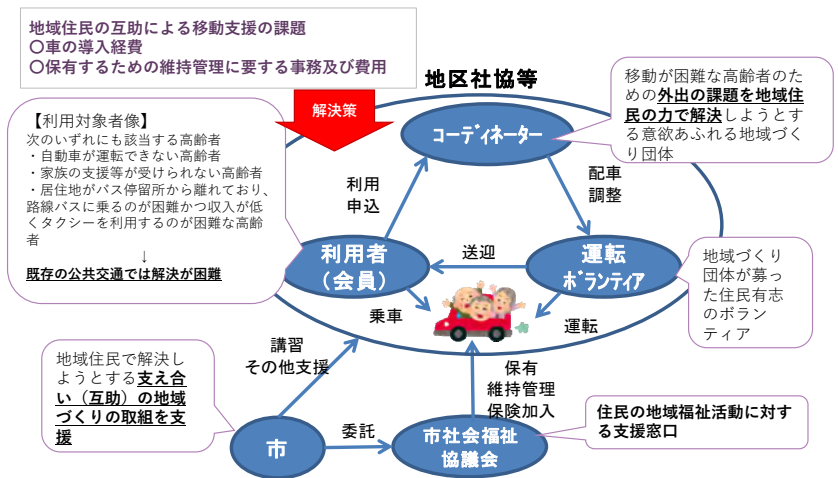 地域住民の互助による移動支援の課題
〇車の導入経費
〇保有するための維持管理に要する事務及び費用
解決策
地区社協等
コーディネーター
移動が困難な高齢者のた
めの外出の課題を地域住
民の力で解決しようとす
る意欲あふれる地域づく
り団体
【利用対象者像】
次のいずれにも該当する高齢者
・自動車が運転できない高齢者
・家族の支援等が受けられない高齢者
・居住地がバス停留所から離れており、
路線バスに乗るのが困難かつ収入が低
くタクシーを利用するのが困難な高齢
者
↓
既存の公共交通では解決が困難
利用
申込
配車
調整
利用者
（会員）
送迎
運転
ボランティア
地域づくり
団体が募っ
た住民有志
のボラン
ティア
乗車
運転
講習
その他支援
保有
維持管理
保険加入
地域住民で解決し
ようとする支え合
い（互助）の地域
づくりの取組を支
援
市
委託
市社会福祉
協議会
住民の地域福祉活動に対す
る支援窓口